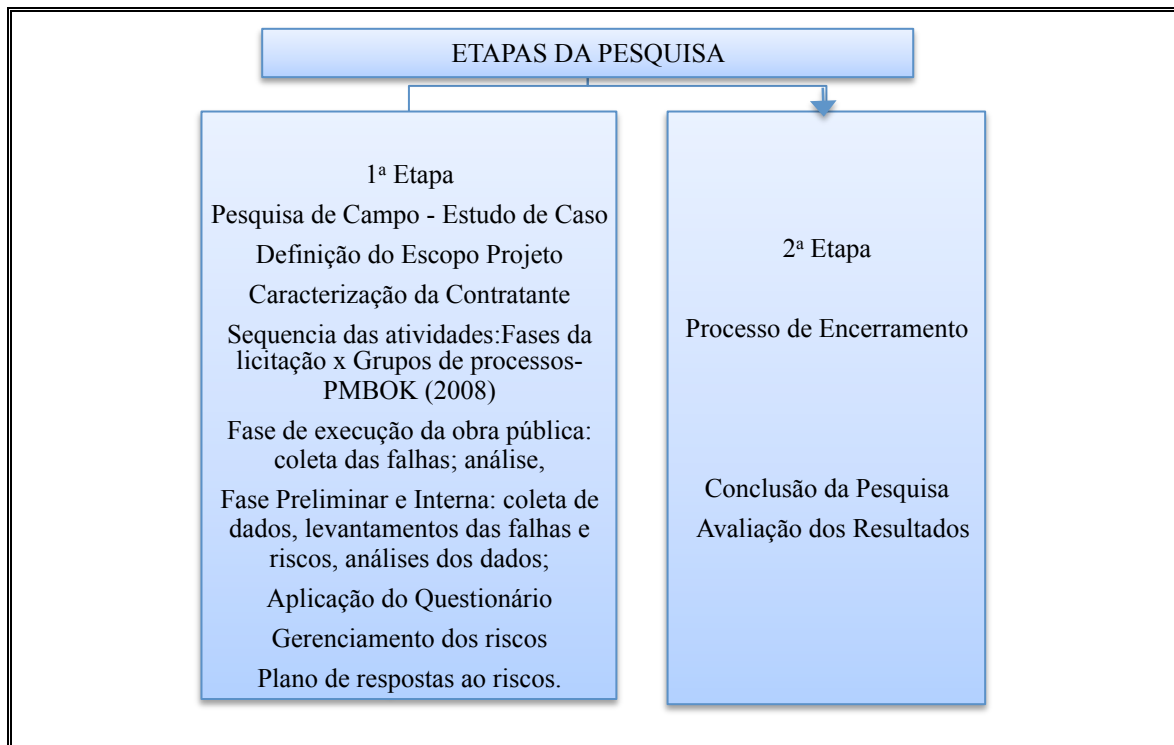 ETAPAS DA PESQUISA
1ª Etapa
Pesquisa de Campo - Estudo de Caso
Definição do Escopo Projeto
Caracterização da Contratante
Sequencia das atividades:Fases da
licitação x Grupos de processos-
PMBOK (2008)
Fase de execução da obra pública:
coleta das falhas; análise,
Fase Preliminar e Interna: coleta de
dados, levantamentos das falhas e
riscos, análises dos dados;
Aplicação do Questionário
Gerenciamento dos riscos
Plano de respostas ao riscos.
2ª Etapa
Processo de Encerramento
Conclusão da Pesquisa
Avaliação dos Resultados